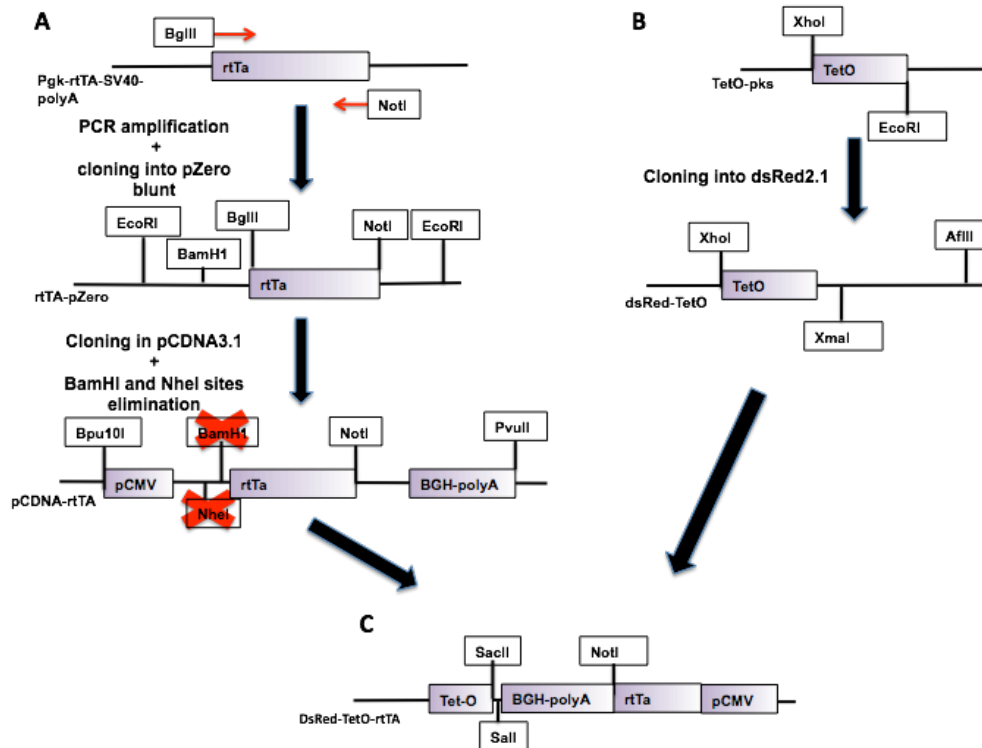 A
BglII
rtTa
Pgk-rtTA-SV40-
polyA
NotI
PCR amplification
+
cloning into pZero
blunt
EcoRI
BamH1
BglII
NotI
EcoRI
rtTa
rtTA-pZero
Cloning in pCDNA3.1
+
BamHI and NheI sites
elimination
Bpu10I
BamH1
NotI
PvuII
pCMV
rtTa
BGH-polyA
pCDNA-rtTA
NheI
B
XhoI
TetO
TetO-pks
EcoRI
Cloning into dsRed2.1
XhoI
AflII
TetO
dsRed-TetO
XmaI
C
SacII
NotI
Tet-O
BGH-polyA
rtTa
pCMV
DsRed-TetO-rtTA
SalI